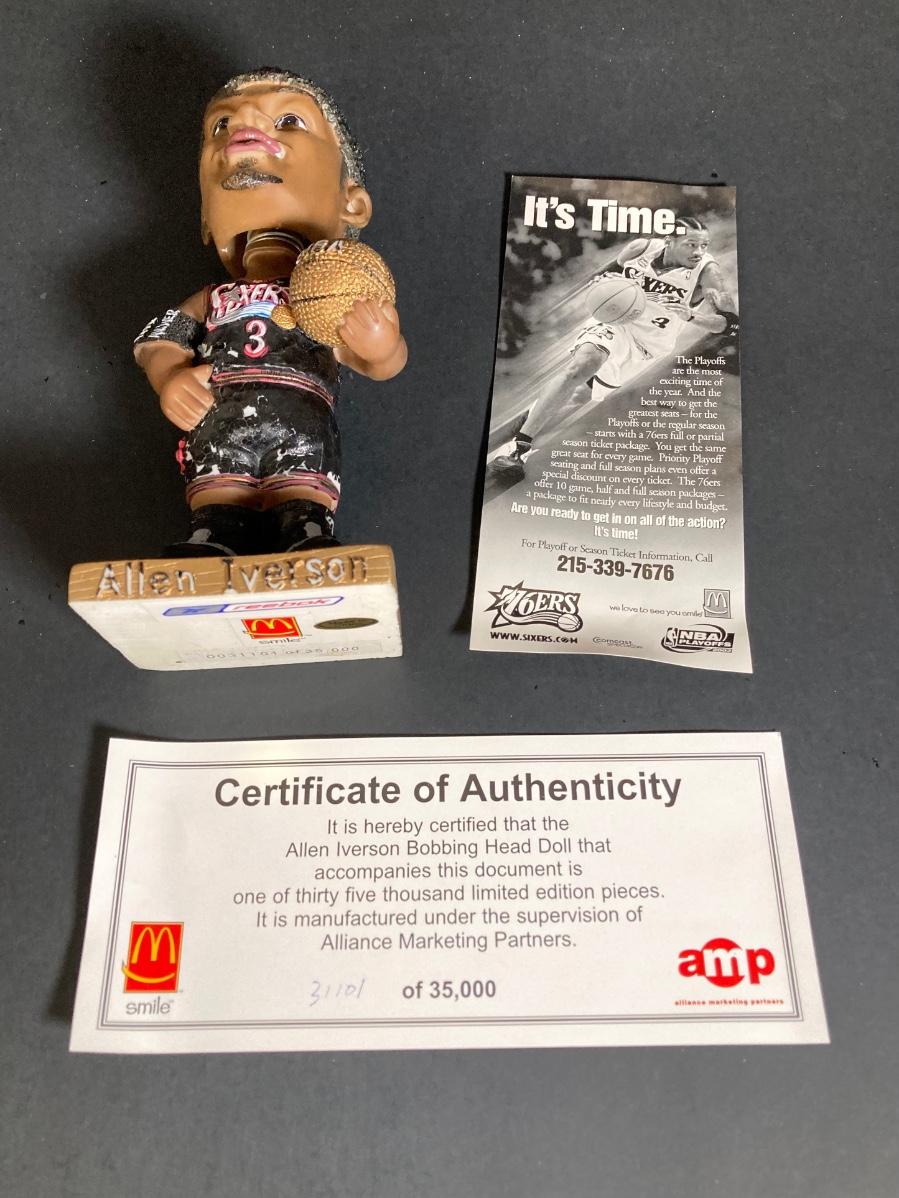 SIXERS
3
Allen Iverson
Reebok
smile
0031101 of 35,000
It's Time.
SIXERS
3
The Playoffs
are the most
exciting time of
the year. And the
best way to get the
greatest seats – for the
Playoffs or the regular season
– starts with a 76ers full or partial
season ticket package. You get the same
great seat for every game. Priority Playoff
seating and full season plans even offer a
special discount on every ticket. The 76ers
offer 10 game, half and full season packages –
a package to fit nearly every lifestyle and budget.
Are you ready to get in on all of the action?
It's time!
For Playoff or Season Ticket Information, Call
215-339-7676
76ERS
we love to see you smile
WWW.SIXERS.COM
comcast
NBA
PLAYOFFS
2002
Certificate of Authenticity
It is hereby certified that the
Allen Iverson Bobbing Head Doll that
accompanies this document is
one of thirty five thousand limited edition pieces.
It is manufactured under the supervision of
Alliance Marketing Partners.
31101 of 35,000
smile™
amp
alliance marketing partners